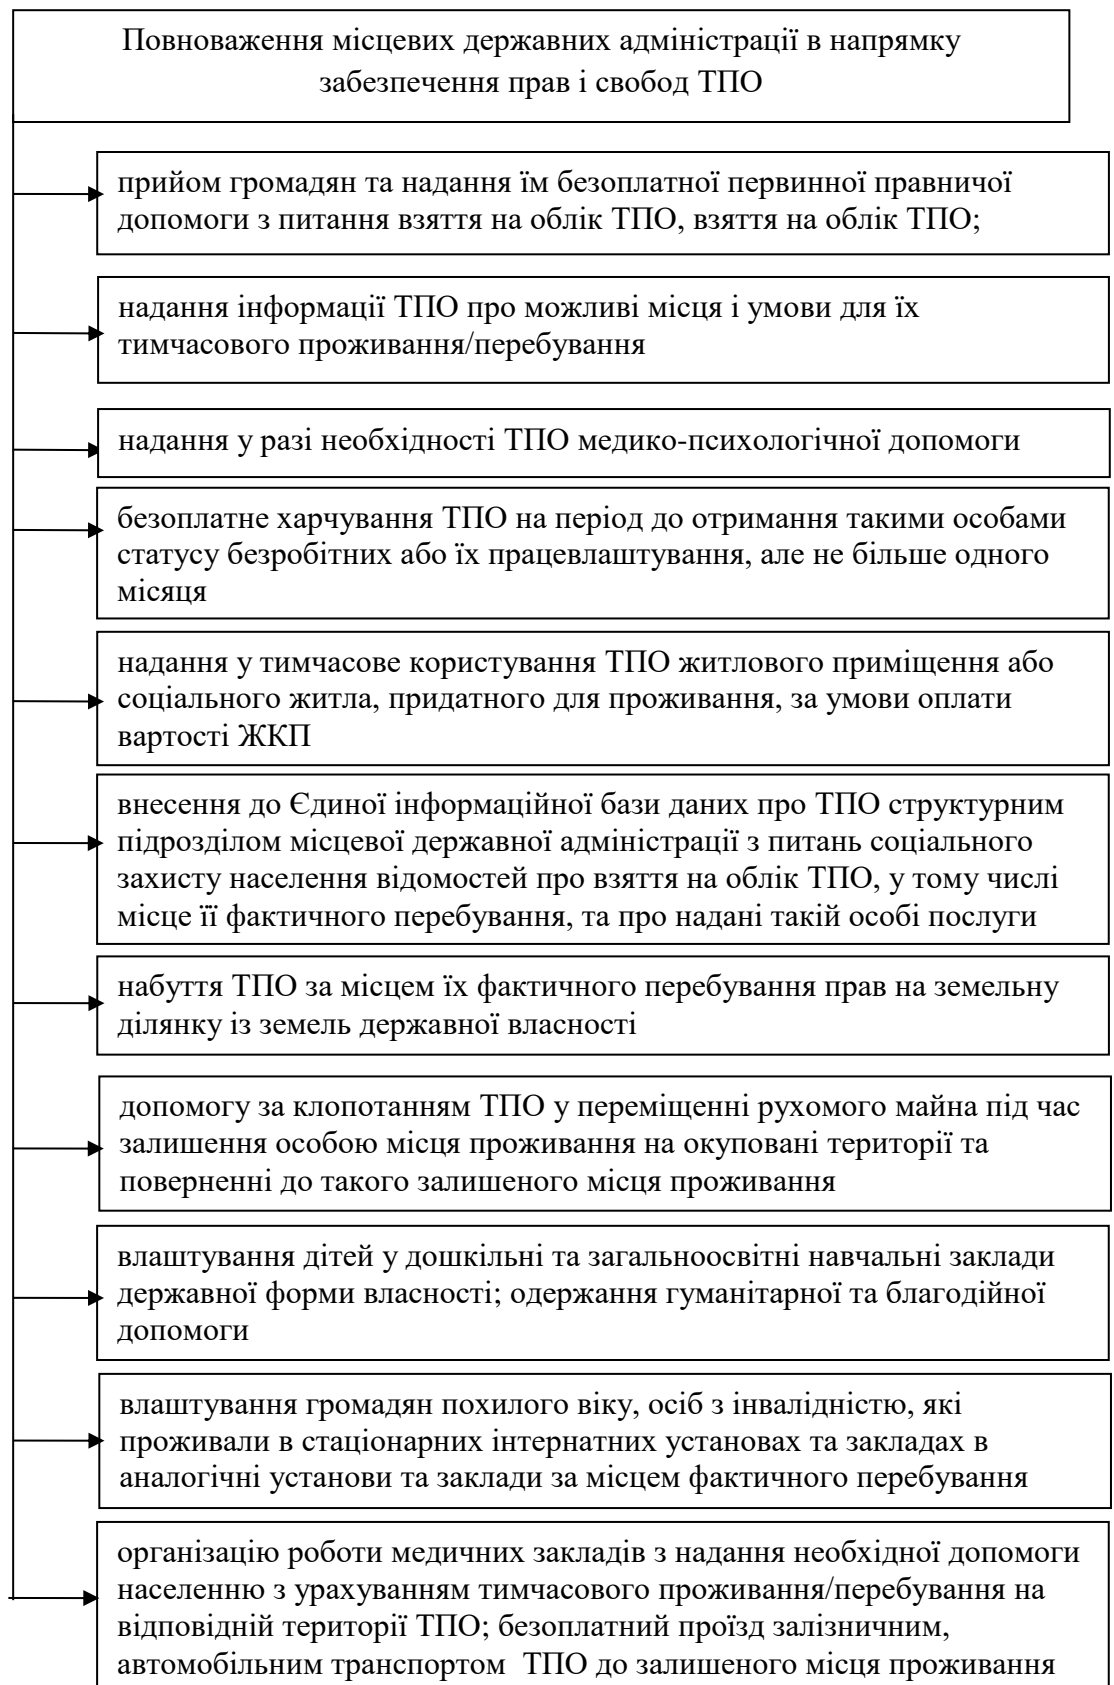 Повноваження місцевих державних адміністрації в напрямку
забезпечення прав і свобод ТПО
прийом громадян та надання їм безоплатної первинної правничої
допомоги з питання взяття на облік ТПО, взяття на облік ТПО;
надання інформації ТПО про можливі місця і умови для їх
тимчасового проживання/перебування
надання у разі необхідності ТПО медико-психологічної допомоги
безоплатне харчування ТПО на період до отримання такими особами
статусу безробітних або їх працевлаштування, але не більше одного
місяця
надання у тимчасове користування ТПО житлового приміщення або
соціального житла, придатного для проживання, за умови оплати
вартості ЖКП
внесення до Єдиної інформаційної бази даних про ТПО структурним
підрозділом місцевої державної адміністрації з питань соціального
захисту населення відомостей про взяття на облік ТПО, у тому числі
місце її фактичного перебування, та про надані такій особі послуги
набуття ТПО за місцем їх фактичного перебування прав на земельну
ділянку із земель державної власності
допомогу за клопотанням ТПО у переміщенні рухомого майна під час
залишення особою місця проживання на окуповані території та
поверненні до такого залишеного місця проживання
влаштування дітей у дошкільні та загальноосвітні навчальні заклади
державної форми власності; одержання гуманітарної та благодійної
допомоги
влаштування громадян похилого віку, осіб з інвалідністю, які
проживали в стаціонарних інтернатних установах та закладах в
аналогічні установи та заклади за місцем фактичного перебування
організацію роботи медичних закладів з надання необхідної допомоги
населенню з урахуванням тимчасового проживання/перебування на
відповідній території ТПО; безоплатний проїзд залізничним,
автомобільним транспортом ТПО до залишеного місця проживання